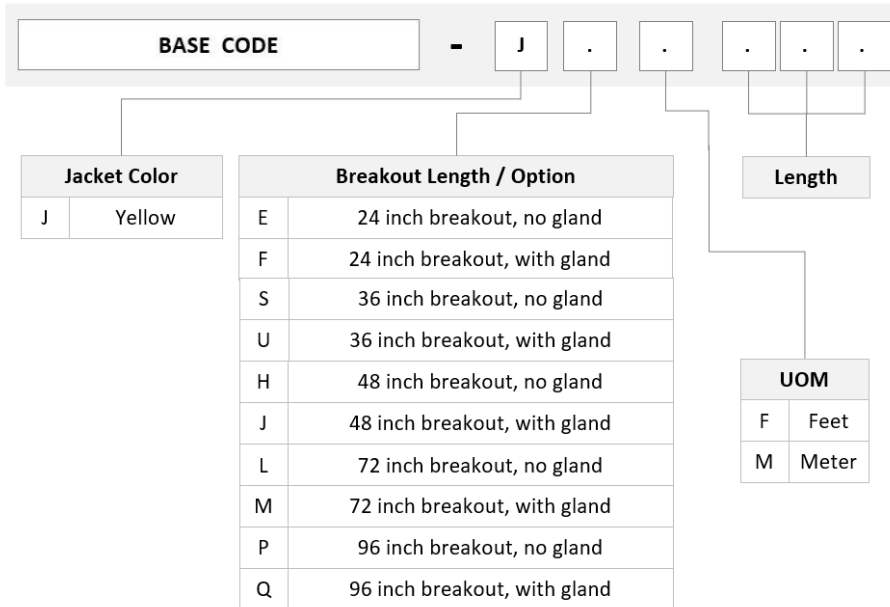 BASE CODE - J . . . . .
Jacket Color
J Yellow
Breakout Length / Option
E 24 inch breakout, no gland
F 24 inch breakout, with gland
S 36 inch breakout, no gland
U 36 inch breakout, with gland
H 48 inch breakout, no gland
J 48 inch breakout, with gland
L 72 inch breakout, no gland
M 72 inch breakout, with gland
P 96 inch breakout, no gland
Q 96 inch breakout, with gland
Length
UOM
F Feet
M Meter